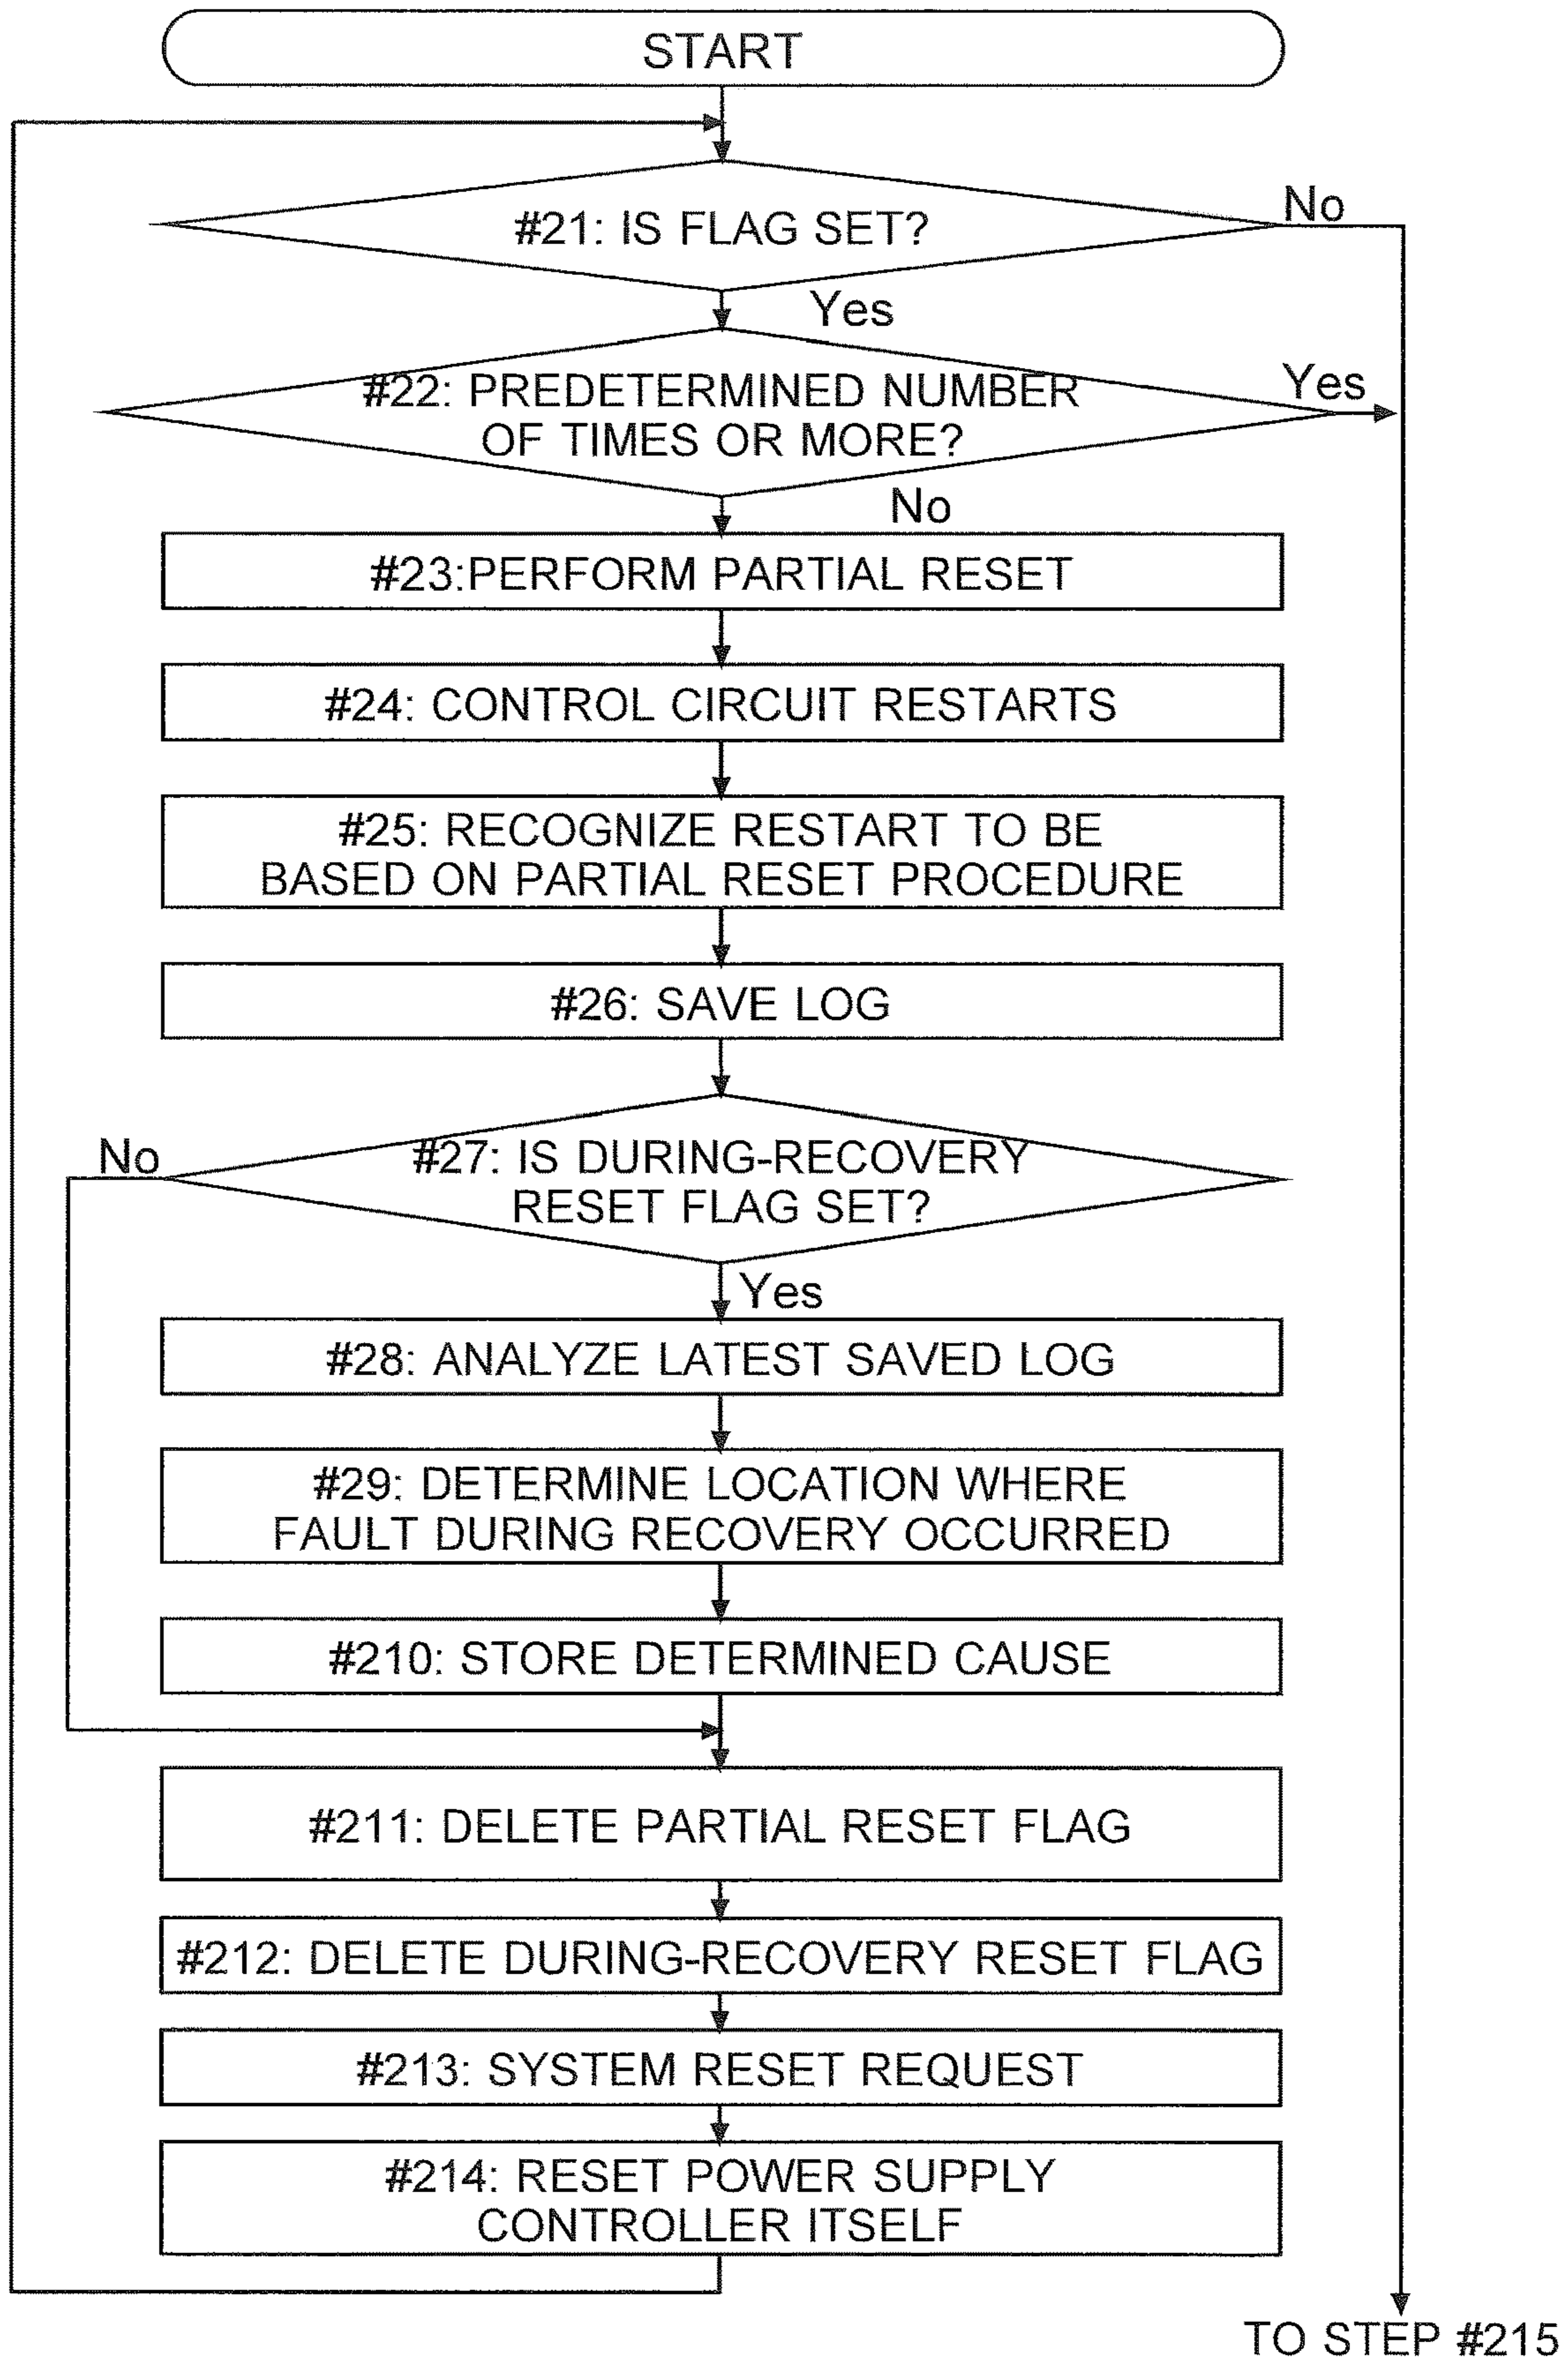 START
#21: IS FLAG SET?
No
Yes
#22: PREDETERMINED NUMBER
OF TIMES OR MORE?
Yes
No
#23:PERFORM PARTIAL RESET
#24: CONTROL CIRCUIT RESTARTS
#25: RECOGNIZE RESTART TO BE
BASED ON PARTIAL RESET PROCEDURE
#26: SAVE LOG
No
#27: IS DURING-RECOVERY
RESET FLAG SET?
Yes
#28: ANALYZE LATEST SAVED LOG
#29: DETERMINE LOCATION WHERE
FAULT DURING RECOVERY OCCURRED
#210: STORE DETERMINED CAUSE
#211: DELETE PARTIAL RESET FLAG
#212: DELETE DURING-RECOVERY RESET FLAG
#213: SYSTEM RESET REQUEST
#214: RESET POWER SUPPLY
CONTROLLER ITSELF
TO STEP #215